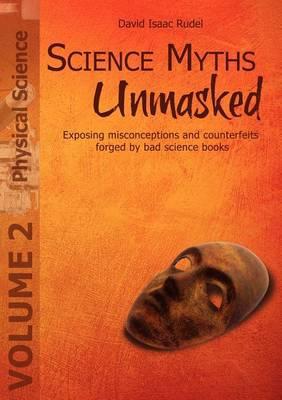 David Isaac Rudel
SCIENCE MYTHS
Unmasked
Exposing misconceptions and counterfeits
forged by bad science books
VOLUME 2
Physical Science